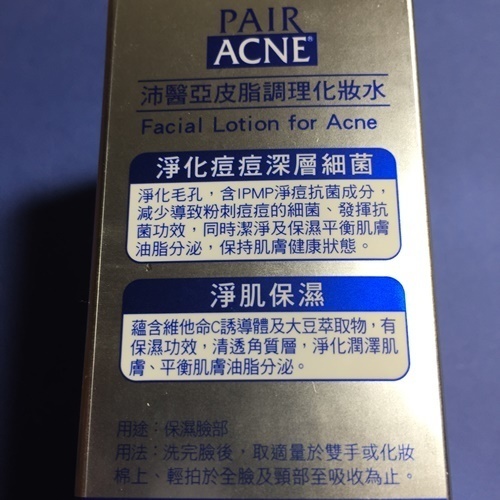 PAIR
ACNE®
沛醫亞皮脂調理化妝水
Facial Lotion for Acne
淨化痘痘深層細菌
淨化毛孔，含IPMP淨痘抗菌成分，
減少導致粉刺痘痘的細菌、發揮抗
菌功效，同時潔淨及保濕平衡肌膚
油脂分泌，保持肌膚健康狀態。
淨肌保濕
蘊含維他命C誘導體及大豆萃取物，有
保濕功效，清透角質層，淨化潤澤肌
膚、平衡肌膚油脂分泌。
用途：保濕臉部
用法：洗完臉後，取適量於雙手或化妝
棉上、輕拍於全臉及頸部至吸收為止。